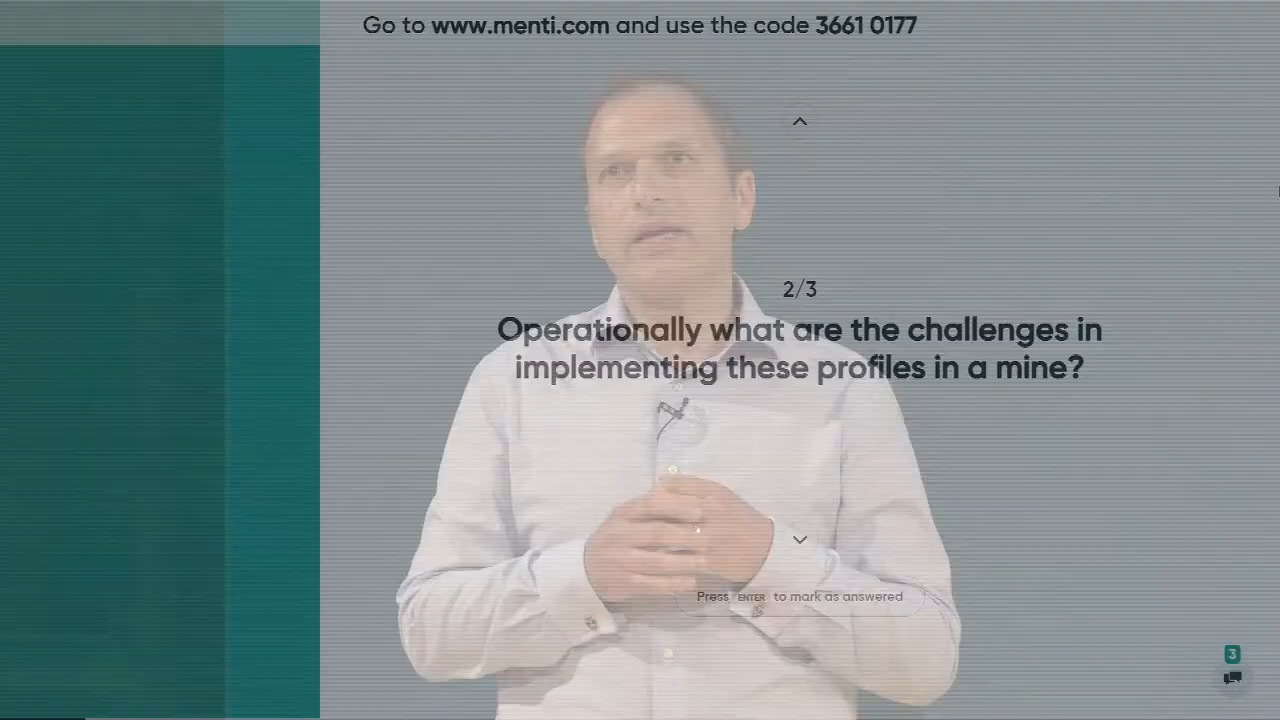 Go to www.menti.com and use the code 3661 0177
2/3
Operationally what are the challenges in
implementing these profiles in a mine?
Press ENTER to mark as answered
3